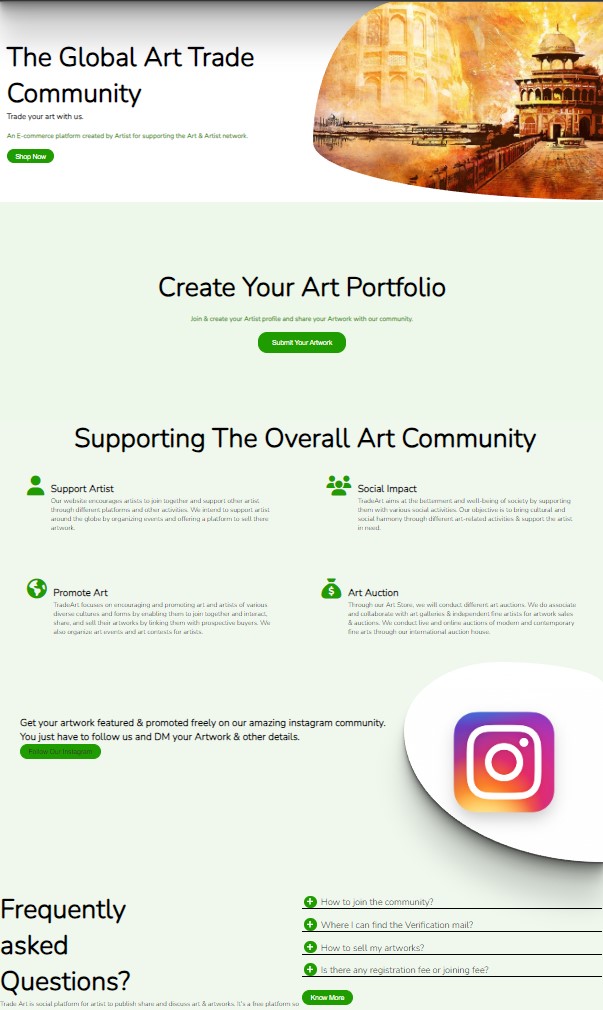 The Global Art Trade
Community
Trade your art with us.
An E-commerce platform created by Artist for supporting the Art & Artist network.
Shop Now
Create Your Art Portfolio
Join & create your Artist profile and share your Artwork with our community.
Submit Your Artwork
Supporting The Overall Art Community
Support Artist
Our website encourages artists to join together and support other artist
through different platforms and other activities. We intend to support artist
around the globe by organizing events and offering a platform to sell there
artwork.
Social Impact
TradeArt aims at the betterment and well-being of society by supporting
them with various social activities. Our objective is to bring cultural and
social harmony through different art-related activities & support the artist
in need.
Promote Art
TradeArt focuses on encouraging and promoting art and artists of various
diverse cultures and forms by enabling them to join together and interact,
share, and sell their artworks by linking them with prospective buyers. We
also organize art events and art contests for artists.
Art Auction
Through our Art Store, we will conduct different art auctions. We do associate
and collaborate with art galleries & independent fine artists for artwork sales
& auctions. We conduct live and online auctions of modern and contemporary
fine arts through our international auction house.
Get your artwork featured & promoted freely on our amazing instagram community.
You just have to follow us and DM your Artwork & other details.
Follow Our Instagram
Frequently
asked
Questions?
Trade Art is social platform for artist to publish share and discuss art & artworks. It's a free platform so
How to join the community?
Where I can find the Verification mail?
How to sell my artworks?
Is there any registration fee or joining fee?
Know More